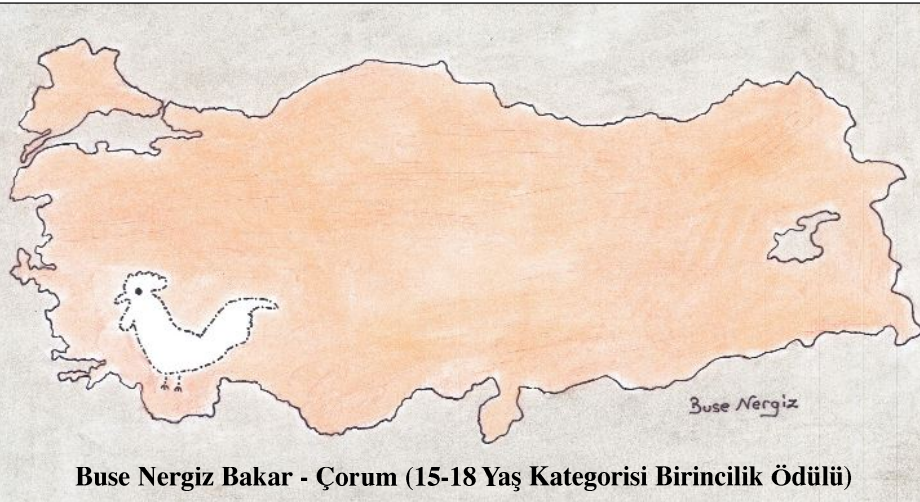 Buse Nergiz
Buse Nergiz Bakar - Çorum (15-18 Yaş Kategorisi Birincilik Ödülü)